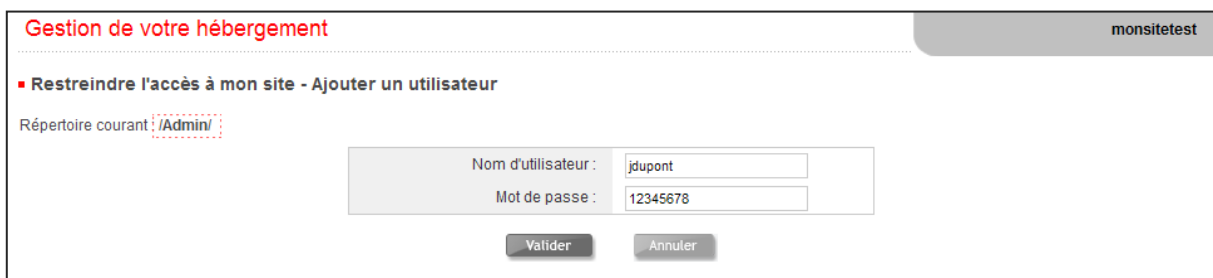 Gestion de votre hébergement
monsitetest
Restreindre l'accès à mon site - Ajouter un utilisateur
Répertoire courant : /Admin/
Nom d'utilisateur : jdupont
Mot de passe : 12345678
Valider Annuler